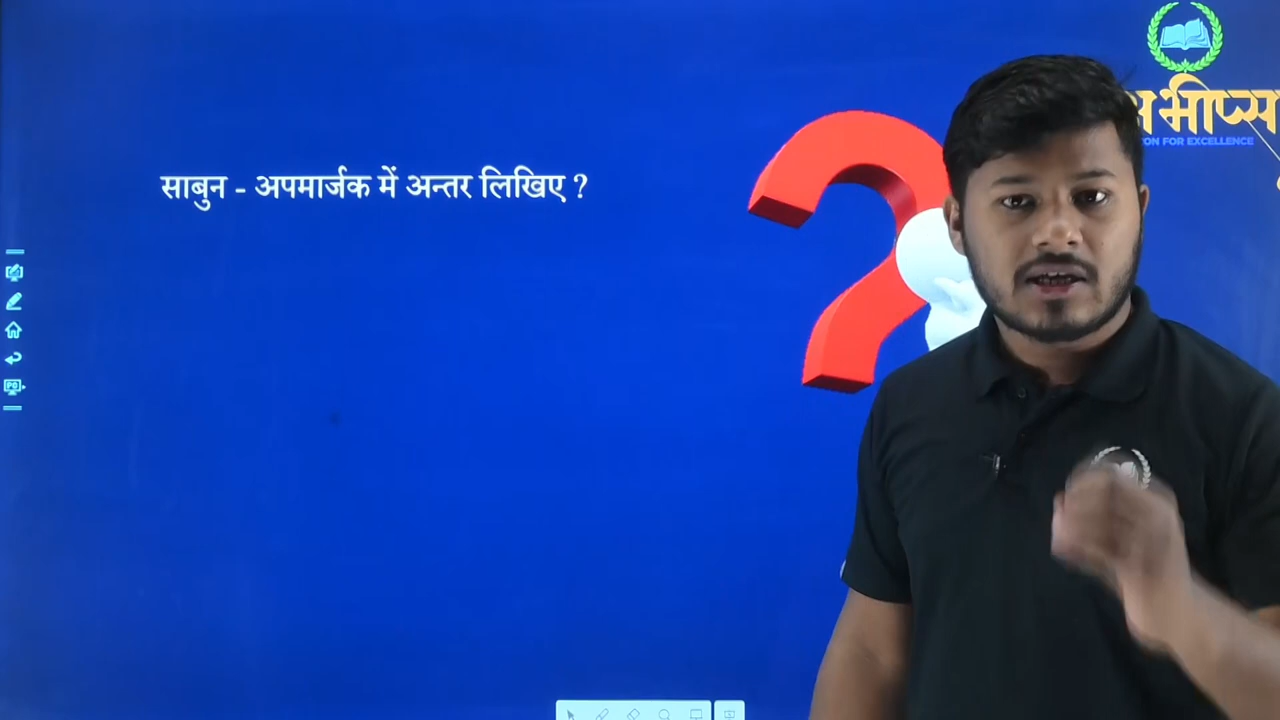 साबुन - अपमार्जक में अन्तर लिखिए ?
भीप्स
ON FOR EXCELLENCE